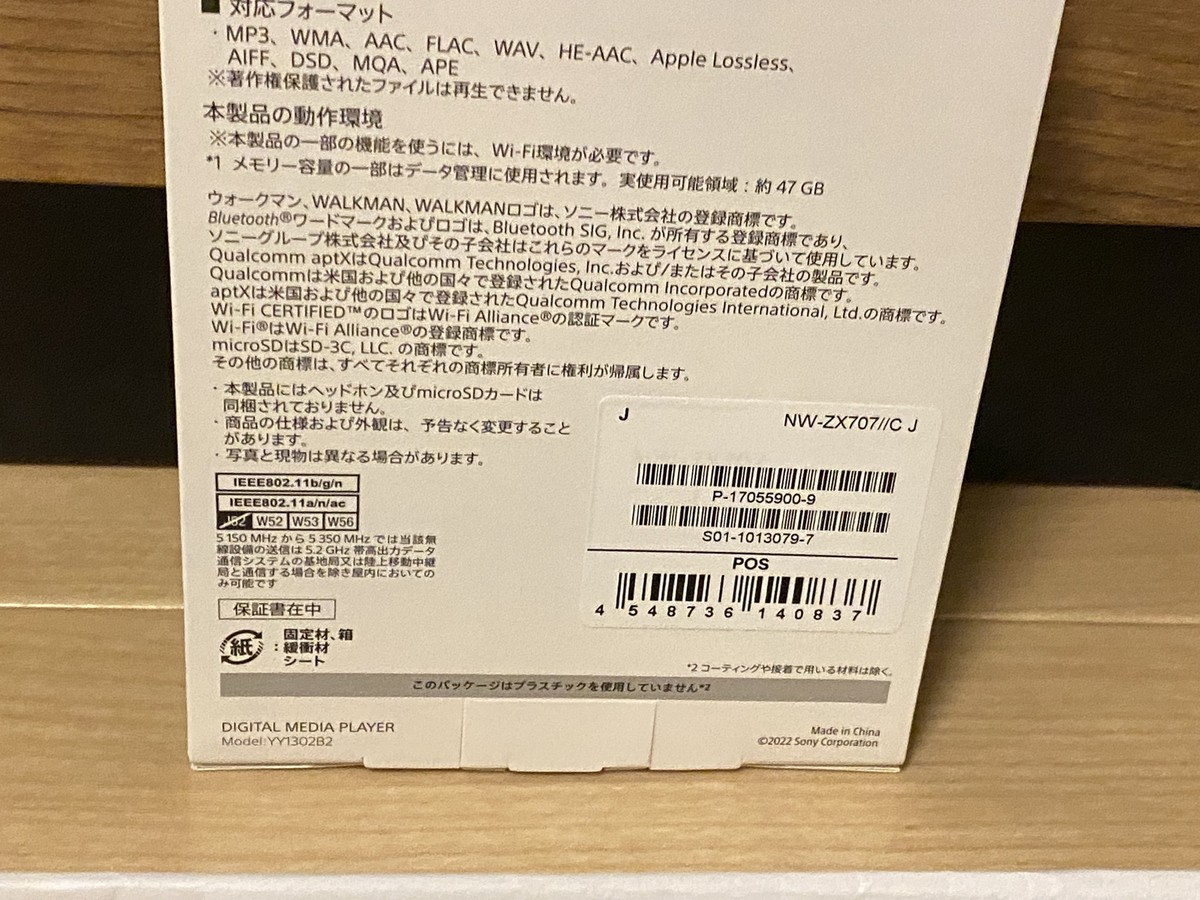 ■ 対応フォーマット
・MP3、WMA、AAC、FLAC、WAV、HE-AAC、Apple Lossless、
AIFF、DSD、MQA、APE
※著作権保護されたファイルは再生できません。
本製品の動作環境
※本製品の一部の機能を使うには、Wi-Fi環境が必要です。
*1 メモリー容量の一部はデータ管理に使用されます。実使用可能領域：約 47 GB
ウォークマン、WALKMAN、WALKMANロゴは、ソニー株式会社の登録商標です。
Bluetooth®ワードマークおよびロゴは、Bluetooth SIG, Inc. が所有する登録商標であり、
ソニーグループ株式会社及びその子会社はこれらのマークをライセンスに基づいて使用しています。
Qualcomm aptXはQualcomm Technologies, Inc.および/またはその子会社の製品です。
Qualcommは米国および他の国々で登録されたQualcomm Incorporatedの商標です。
aptXは米国および他の国々で登録されたQualcomm Technologies International, Ltd.の商標です。
Wi-Fi CERTIFIED™のロゴはWi-Fi Alliance®の認証マークです。
Wi-Fi®はWi-Fi Alliance®の登録商標です。
microSDはSD-3C, LLC. の商標です。
その他の商標は、すべてそれぞれの商標所有者に権利が帰属します。
・本製品にはヘッドホン及びmicroSDカードは
同梱されておりません。
・商品の仕様および外観は、予告なく変更すること
があります。
・写真と現物は異なる場合があります。
IEEE802.11b/g/n
IEEE802.11a/n/ac
J52 W52 W53 W56
5 150 MHz から 5 350 MHz では当該無
線設備の送信は 5.2 GHz 帯高出力データ
通信システムの基地局又は陸上移動中継
局と通信する場合を除き屋内においての
み可能です
保証書在中
紙：固定材、箱
緩衝材
シート
J NW-ZX707//C J
P-17055900-9
S01-1013079-7
POS
4 548736 140837
*2 コーティングや接着で用いる材料は除く。
このパッケージはプラスチックを使用していません*2
DIGITAL MEDIA PLAYER
Model:YY1302B2
Made in China
©2022 Sony Corporation